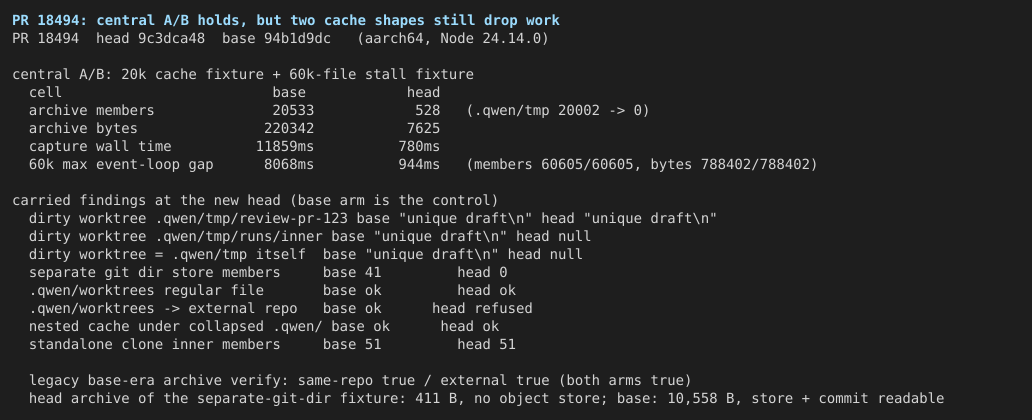 PR 18494: central A/B holds, but two cache shapes still drop work
PR 18494  head 9c3dca48  base 94b1d9dc   (aarch64, Node 24.14.0)
central A/B: 20k cache fixture + 60k-file stall fixture
cell                          base            head
archive members              20533             528   (.qwen/tmp 20002 -> 0)
archive bytes               220342            7625
capture wall time          11859ms           780ms
60k max event-loop gap      8068ms           944ms   (members 60605/60605, bytes 788402/788402)
carried findings at the new head (base arm is the control)
dirty worktree .qwen/tmp/review-pr-123 base "unique draft\n" head "unique draft\n"
dirty worktree .qwen/tmp/runs/inner base "unique draft\n" head null
dirty worktree = .qwen/tmp itself  base "unique draft\n" head null
separate git dir store members     base 41         head 0
.qwen/worktrees regular file       base ok         head ok
.qwen/worktrees -> external repo   base ok      head refused
nested cache under collapsed .qwen/ base ok      head ok
standalone clone inner members     base 51         head 51
legacy base-era archive verify: same-repo true / external true (both arms true)
head archive of the separate-git-dir fixture: 411 B, no object store; base: 10,558 B, store + commit readable